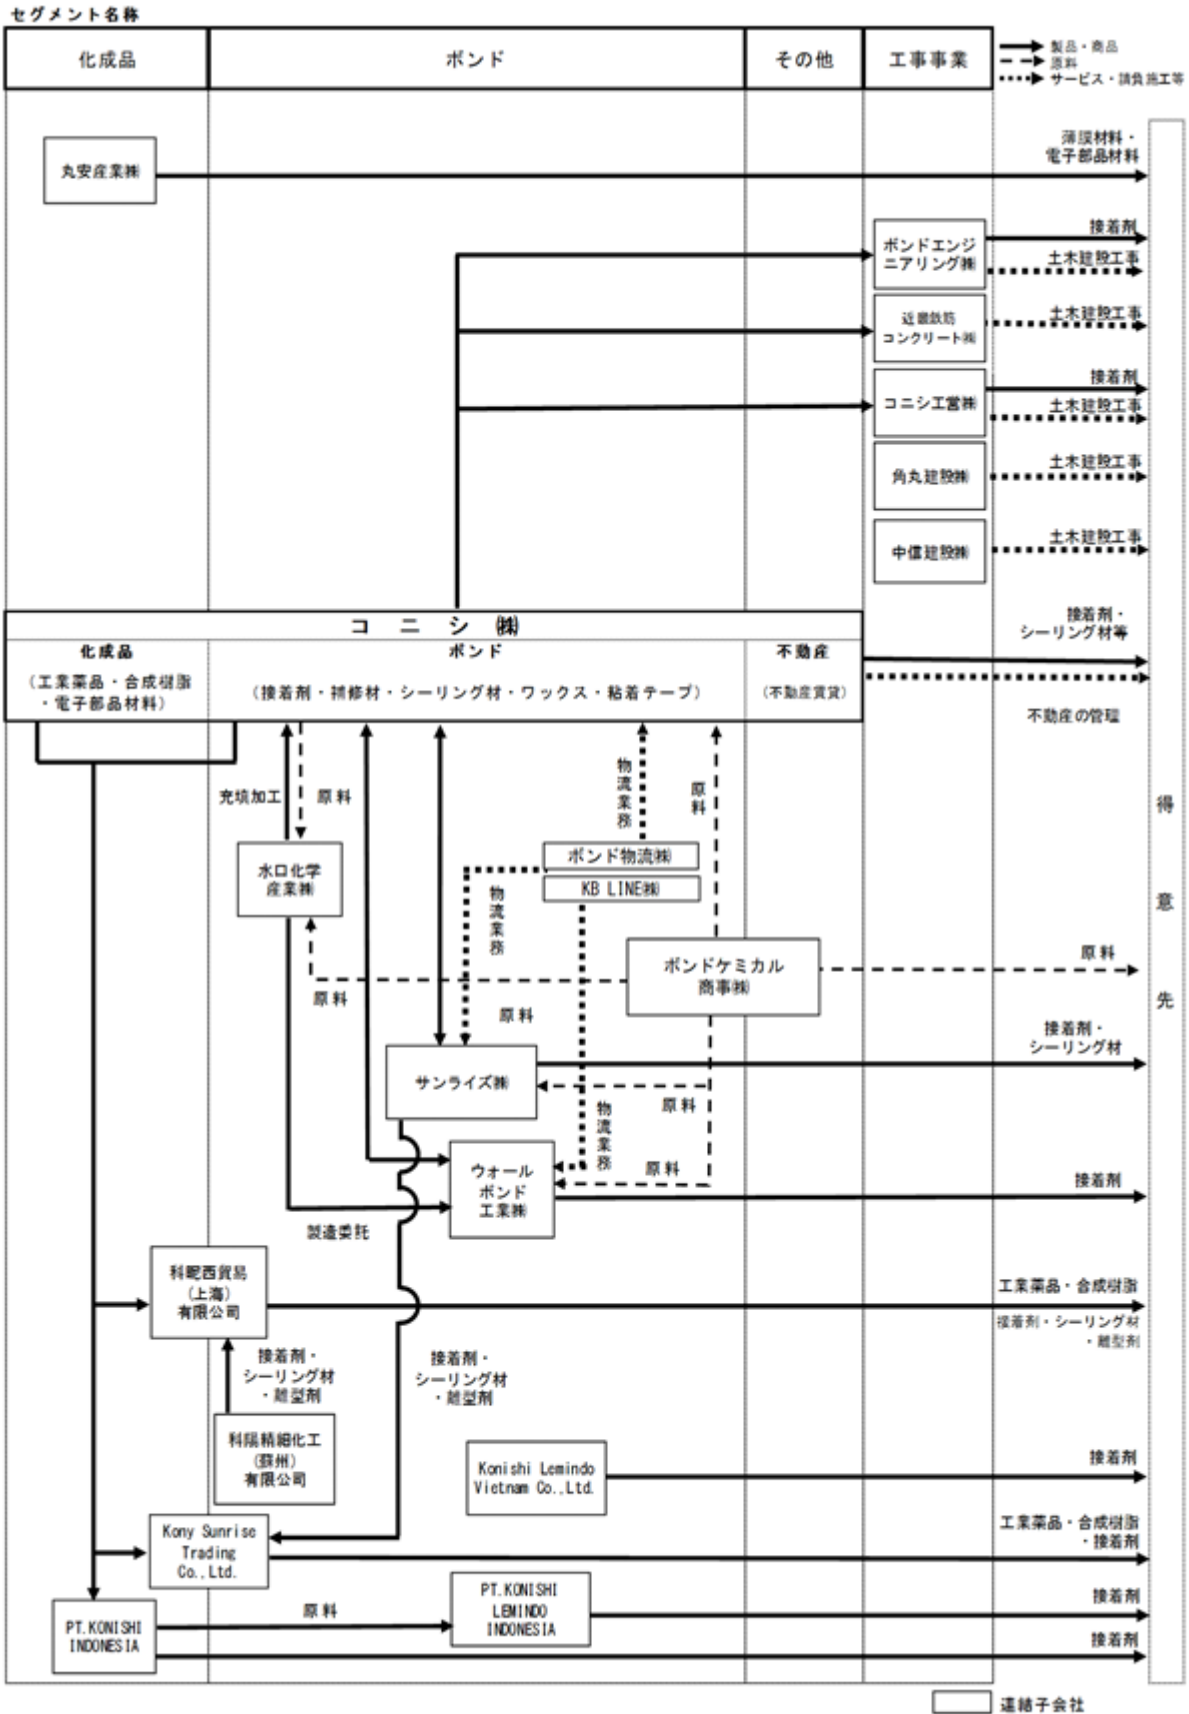 セグメント名称
化成品
ボンド
その他
工事事業
製品・商品
原料
サービス・請負施工等
丸安産業㈱
薄膜材料・
電子部品材料
ボンドエンジ
ニアリング㈱
接着剤
土木建設工事
近畿鉄筋
コンクリート㈱
土木建設工事
コニシ工営㈱
接着剤
土木建設工事
角丸建設㈱
土木建設工事
中信建設㈱
土木建設工事
コニシ㈱
化成品
(工業薬品・合成樹脂
・電子部品材料)
ボンド
(接着剤・補修材・シーリング材・ワックス・粘着テープ)
不動産
(不動産賃貸)
接着剤・
シーリング材等
不動産の管理
充填加工
原料
物流業務
原料
得意先
水口化学
産業㈱
ボンド物流㈱
KB LINE㈱
物流業務
ボンドケミカル
商事㈱
原料
原料
原料
サンライズ㈱
接着剤・
シーリング材
原料
物流業務
原料
ウォール
ボンド
工業㈱
接着剤
製造委託
科昵西貿易
(上海)
有限公司
工業薬品・合成樹脂
接着剤・シーリング材
・離型剤
接着剤・
シーリング材
・離型剤
接着剤・
シーリング材
・離型剤
科陽精細化工
(蘇州)
有限公司
Konishi Lemindo
Vietnam Co.,Ltd.
接着剤
Kony Sunrise
Trading
Co.,Ltd.
工業薬品・合成樹脂
・接着剤
PT.KONISHI
INDONESIA
原料
PT.KONISHI
LEMINDO
INDONESIA
接着剤
接着剤
連結子会社